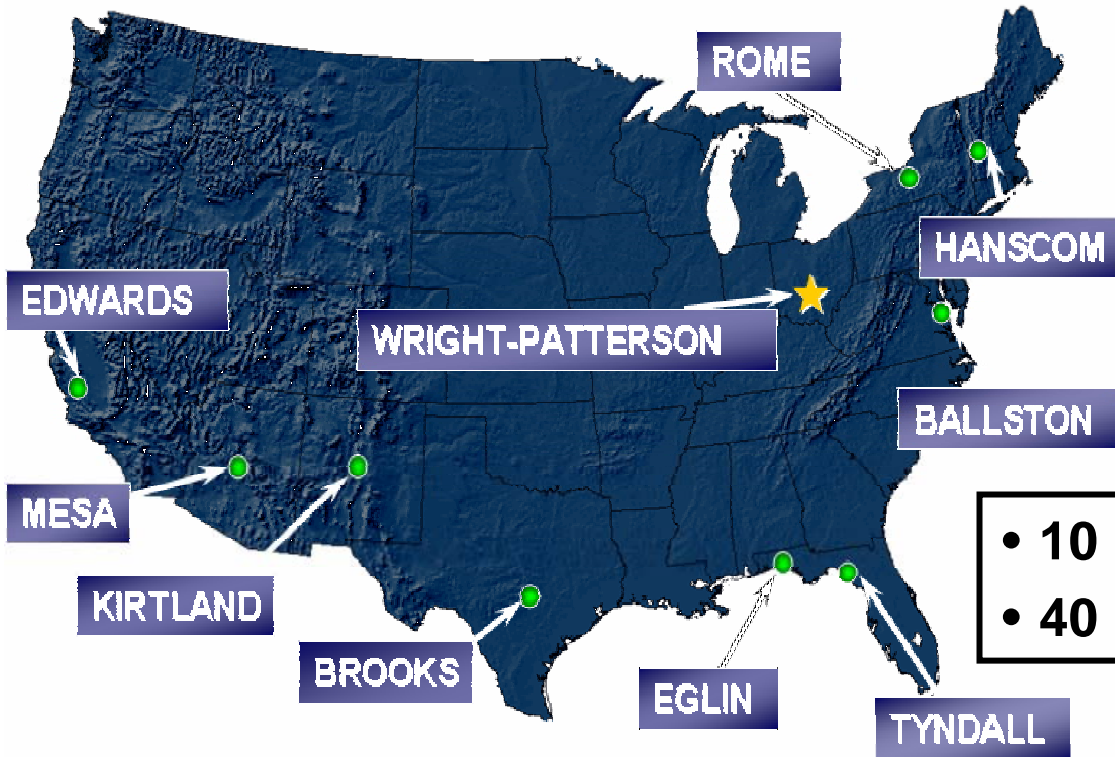 ROME
HANSCOM
EDWARDS
WRIGHT-PATTERSON
BALLSTON
MESA
KIRTLAND
BROOKS
EGLIN
TYNDALL
• 10
• 40